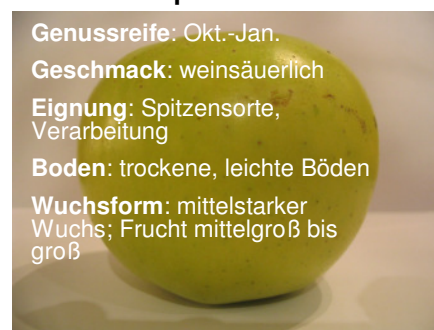 Genussreife: Okt.-Jan.
Geschmack: weinsäuerlich
Eignung: Spitzensorte,
Verarbeitung
Boden: trockene, leichte Böden
Wuchsform: mittelstarker
Wuchs; Frucht mittelgroß bis
groß